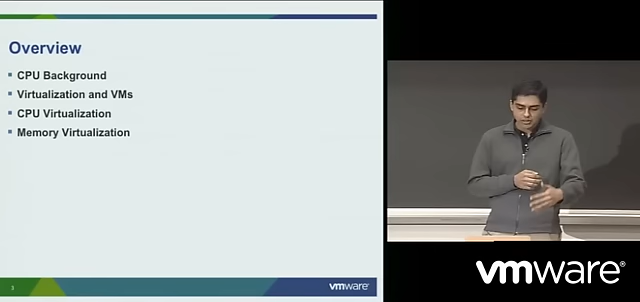 Overview
CPU Background
Virtualization and VMs
CPU Virtualization
Memory Virtualization
vmware
vmware®